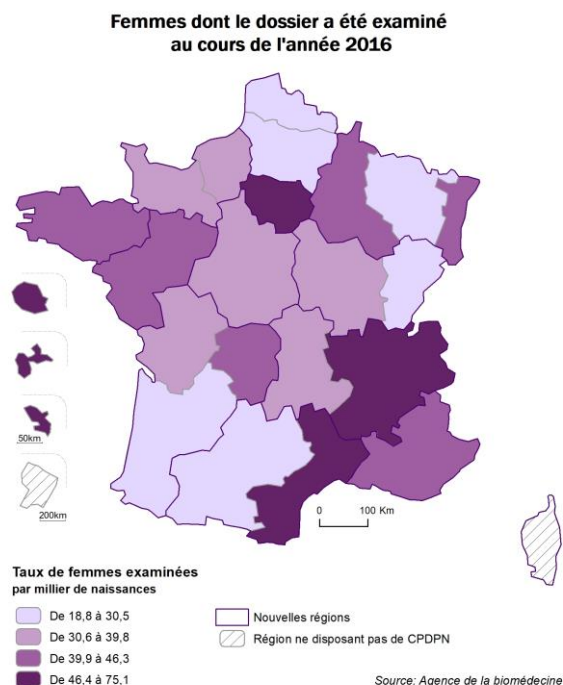 Femmes dont le dossier a été examiné
au cours de l'année 2016
50km
200km
0 100 Km
Taux de femmes examinées
par millier de naissances
De 18,8 à 30,5
De 30,6 à 39,8
De 39,9 à 46,3
De 46,4 à 75,1
Nouvelles régions
Région ne disposant pas de CPDPN
Source: Agence de la biomédecine